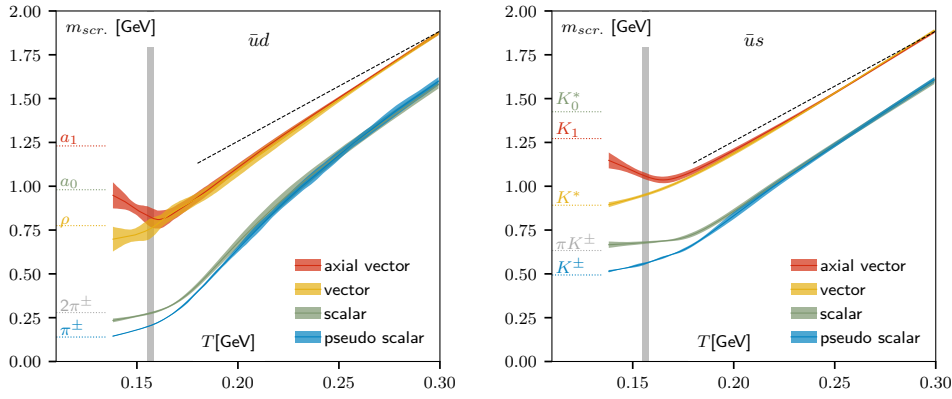 2.00
1.75
1.50
1.25
1.00
0.75
0.50
0.25
0.00
m_{scr.} [GeV]
ūd
a_1
a_0
ρ
2π^±
π^±
axial vector
vector
scalar
pseudo scalar
T[GeV]
0.15
0.20
0.25
0.30
2.00
1.75
1.50
1.25
1.00
0.75
0.50
0.25
0.00
m_{scr.} [GeV]
ūs
K_0^*
K_1
K^*
πK^±
K^±
axial vector
vector
scalar
pseudo scalar
T[GeV]
0.15
0.20
0.25
0.30